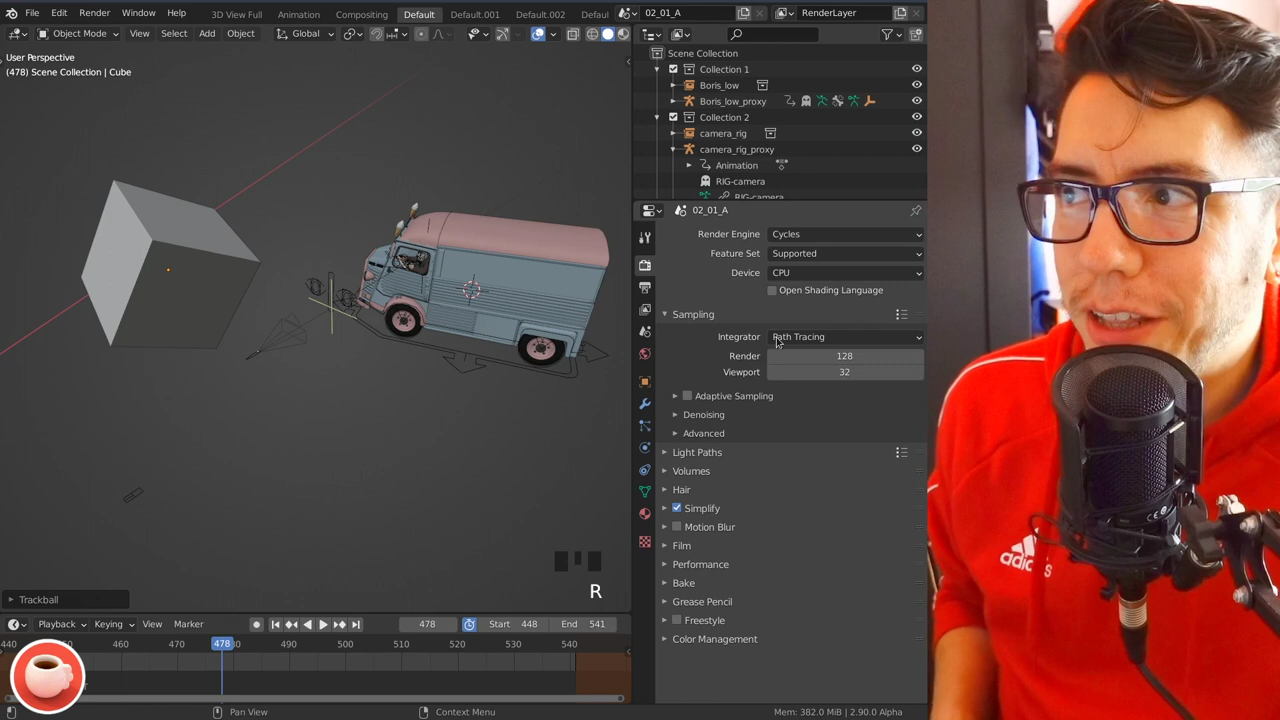 File Edit Render Window Help
3D View Full Animation Compositing Default Default.001 Default.002 Defaul
02_01_A
RenderLayer
Object Mode View Select Add Object Global
User Perspective
(478) Scene Collection | Cube
Scene Collection
Collection 1
Boris_low
Boris_low_proxy
Collection 2
camera_rig
camera_rig_proxy
Animation
RIG-camera
RIG-camera
02_01_A
Render Engine Cycles
Feature Set Supported
Device CPU
Open Shading Language
Sampling
Integrator Path Tracing
Render 128
Viewport 32
Adaptive Sampling
Denoising
Advanced
Light Paths
Volumes
Hair
Simplify
Motion Blur
Film
Performance
Bake
Grease Pencil
Freestyle
Color Management
R
Trackball
Playback Keying View Marker 478 Start 448 End 541
440 460 470 478 490 500 510 520 530 540
Pan View
Context Menu
Mem: 382.0 MiB | 2.90.0 Alpha
adidas